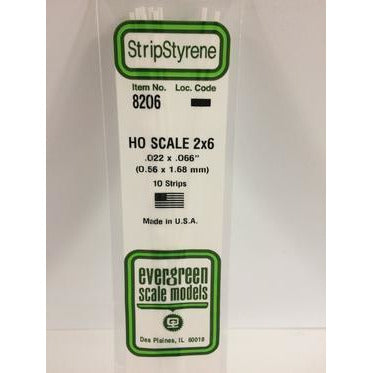 StripStyrene
Item No. Loc. Code
8206
HO SCALE 2x6
.022 x .066"
(0.56 x 1.68 mm)
10 Strips
Made in U.S.A.
evergreen
scale models
Des Plaines, IL 60018